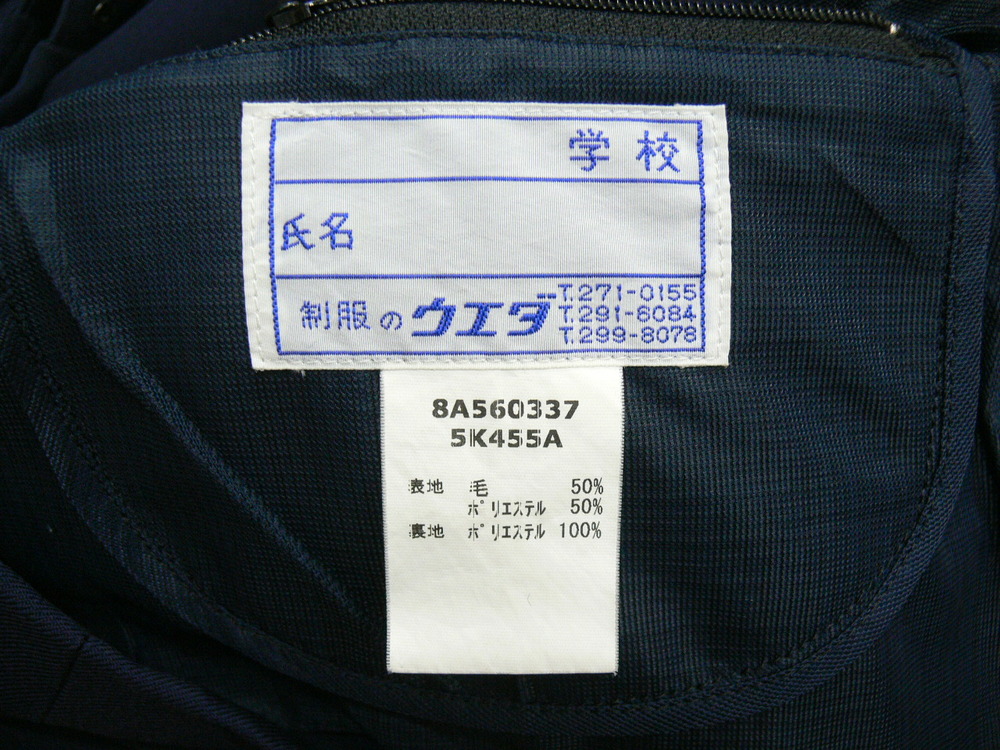 学校
氏名
制服のウエダ
T.271-0155
T.291-8084
T.299-8078
8A560337
5K455A
表地 毛 50%
ポリエステル 50%
裏地 ポリエステル 100%